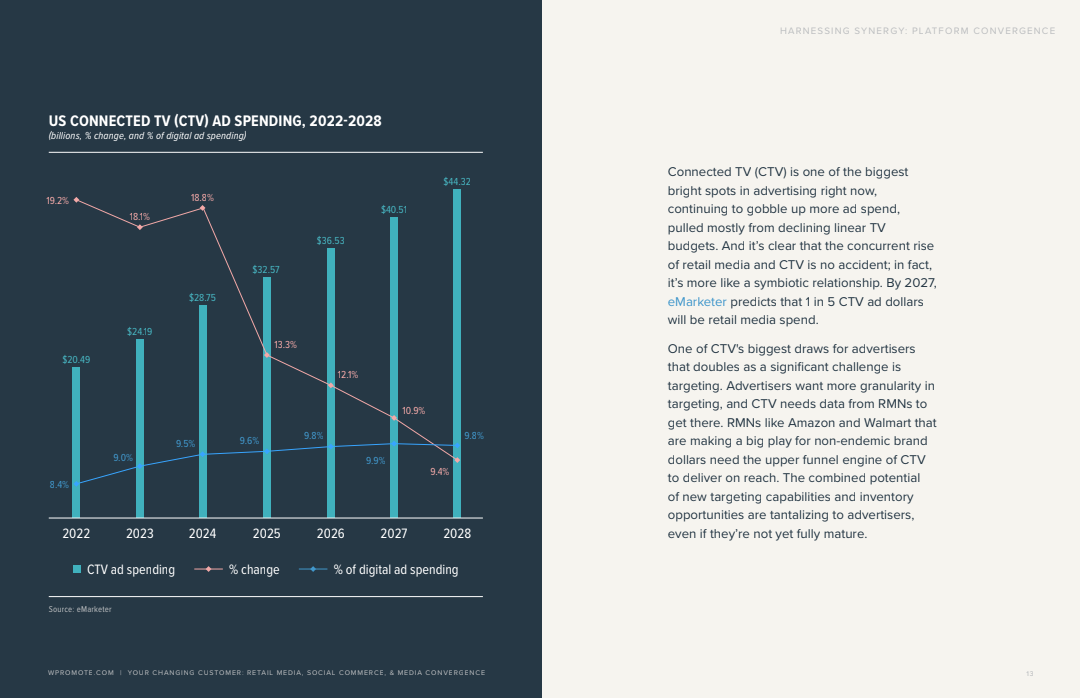 US CONNECTED TV (CTV) AD SPENDING, 2022-2028
(billions, % change, and % of digital ad spending)
$44.32
19.2%
18.8%
$40.51
18.1%
$36.53
$32.57
$28.75
$24.19
13.3%
$20.49
12.1%
10.9%
9.8%
9.8%
9.6%
9.5%
9.0%
9.9%
9.4%
8.4%
2022 2023 2024 2025 2026 2027 2028
CTV ad spending % change % of digital ad spending
Source: eMarketer
WPROMOTE.COM | YOUR CHANGING CUSTOMER: RETAIL MEDIA, SOCIAL COMMERCE, & MEDIA CONVERGENCE
HARNESSING SYNERGY: PLATFORM CONVERGENCE
Connected TV (CTV) is one of the biggest
bright spots in advertising right now,
continuing to gobble up more ad spend,
pulled mostly from declining linear TV
budgets. And it's clear that the concurrent rise
of retail media and CTV is no accident; in fact,
it's more like a symbiotic relationship. By 2027,
eMarketer predicts that 1 in 5 CTV ad dollars
will be retail media spend.
One of CTV's biggest draws for advertisers
that doubles as a significant challenge is
targeting. Advertisers want more granularity in
targeting, and CTV needs data from RMNs to
get there. RMNs like Amazon and Walmart that
are making a big play for non-endemic brand
dollars need the upper funnel engine of CTV
to deliver on reach. The combined potential
of new targeting capabilities and inventory
opportunities are tantalizing to advertisers,
even if they're not yet fully mature.
13